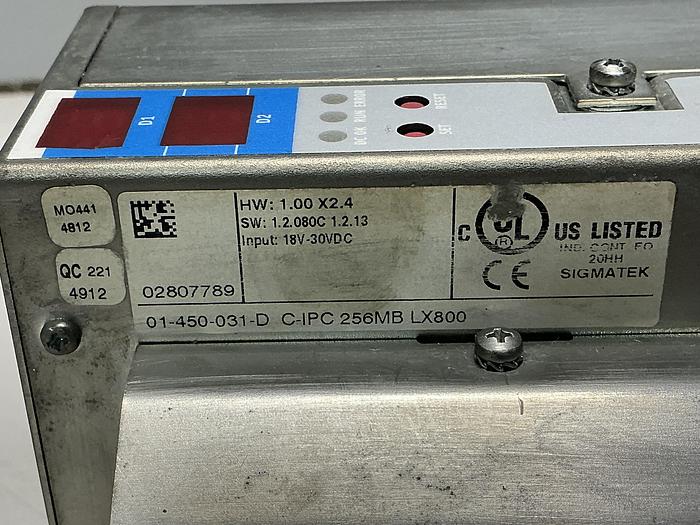 D1
D2
DC OK
RUN
ERROR
RESET
SET
MO441
4812
QC 221
4912
02807789
HW: 1.00 X2.4
SW: 1.2.080C 1.2.13
Input: 18V-30VDC
C UL US LISTED
®
IND. CONT. EQ
20HH
CE SIGMATEK
01-450-031-D C-IPC 256MB LX800